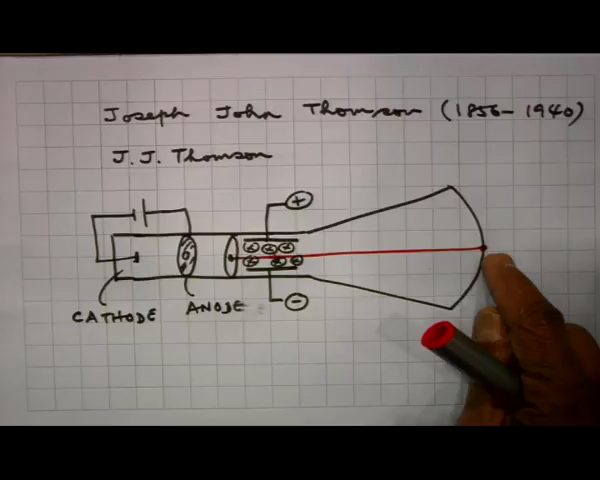 Joseph John Thomson (1856-1940)
J.J. Thomson
+
CATHODE
ANODE
-